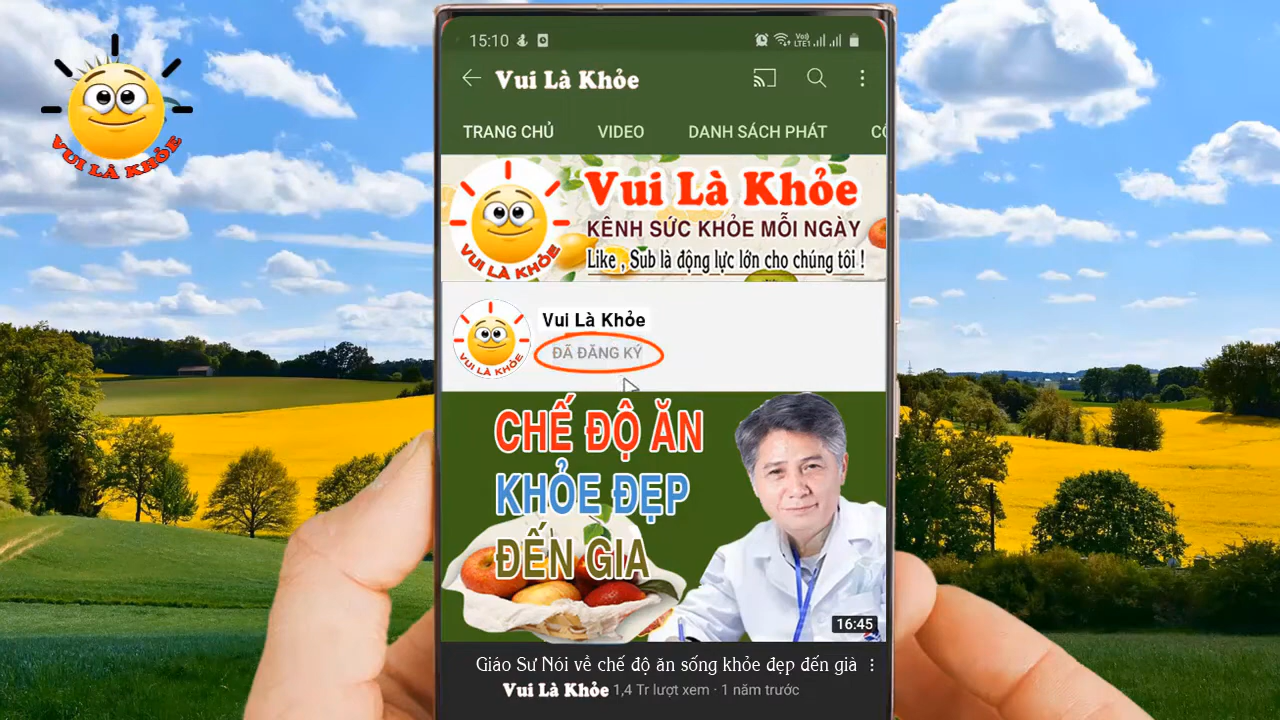 VUI LÀ KHỎE
15:10
Vo))
LTE1
Vui Là Khỏe
TRANG CHỦ VIDEO DANH SÁCH PHÁT
Vui Là Khỏe
KÊNH SỨC KHỎE MỖI NGÀY
Like , Sub là động lực lớn cho chúng tôi !
VUI LÀ KHỎE
Vui Là Khỏe
ĐÃ ĐĂNG KÝ
VUI LÀ KHỎE
CHẾ ĐỘ ĂN
KHỎE ĐẸP
ĐẾN GIA
16:45
Giáo Sư Nói về chế độ ăn sống khỏe đẹp đến già
Vui Là Khỏe 1,4 Tr lượt xem · 1 năm trước